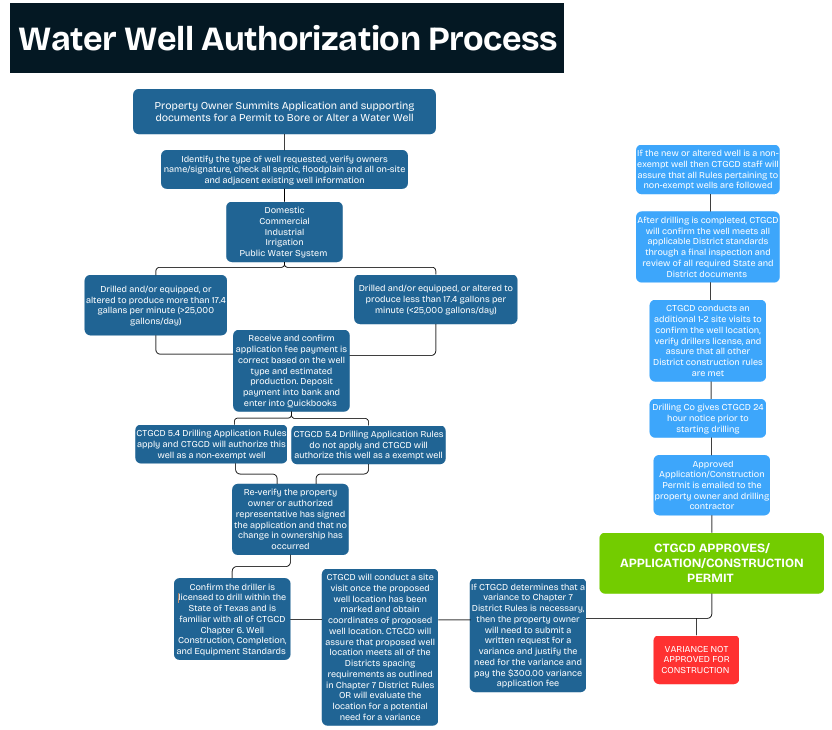 Water Well Authorization Process
Property Owner Summits Application and supporting
documents for a Permit to Bore or Alter a Water Well
Identify the type of well requested, verify owners
name/signature, check all septic, floodplain and all on-site
and adjacent existing well information
Domestic
Commercial
Industrial
Irrigation
Public Water System
Drilled and/or equipped, or
altered to produce more than 17.4
gallans per minute (>25,000
gallons/day)
Drilled and/or equipped, or altered to
produce less than 17.4 gallons per
minute (<25,000 gallons/day)
Receive and confirm
application fee payment is
correct based on the well
type and estimated
production. Deposit
payment into bank and
enter into Quickbooks
CTGCD 5.4 Drilling Application Rules
apply and CTGCD will authorize this
well as a non-exempt well
CTGCD 5.4 Drilling Application Rules
do not apply and CTGCD will
authorize this well as a exempt well
Re-verify the property
owner or authorized
representative has signed
the application and that no
change in ownership has
occurred
Confirm the driller is
licensed to drill within the
State of Texas and is
familiar with all of CTGCD
Chapter 6. Well
Construction, Completion,
and Equipment Standards
CTGCD will conduct a site
visit once the proposed
well location has been
marked and obtain
coordinates of proposed
well location. CTGCD will
assure that proposed well
location meets all of the
Districts spacing
requirements as outlined
in Chapter 7 District Rules
OR will evaluate the
location for a potential
need for a variance
If CTGCD determines that a
variance to Chapter 7
District Rules is necessary,
then the property owner
will need to submit a
written request for a
variance and justify the
need for the variance and
pay the $300.00 variance
application fee
If the new or altered well is a non-
exempt well then CTGCD staff will
assure that all Rules pertaining to
non-exempt wells are followed
After drilling is completed, CTGCD
will confirm the well meets all
applicable District standards
through a final inspection and
review of all required State and
District documents
CTGCD conducts an
additional 1-2 site visits to
confirm the well location,
verify drillers license, and
assure that all other
District construction rules
are met
Drilling Co gives CTGCD 24
hour notice prior to
starting drilling
Approved
Application/Construction
Permit is emailed to the
property owner and drilling
contractor
CTGCD APPROVES/
APPLICATION/CONSTRUCTION
PERMIT
VARIANCE NOT
APPROVED FOR
CONSTRUCTION